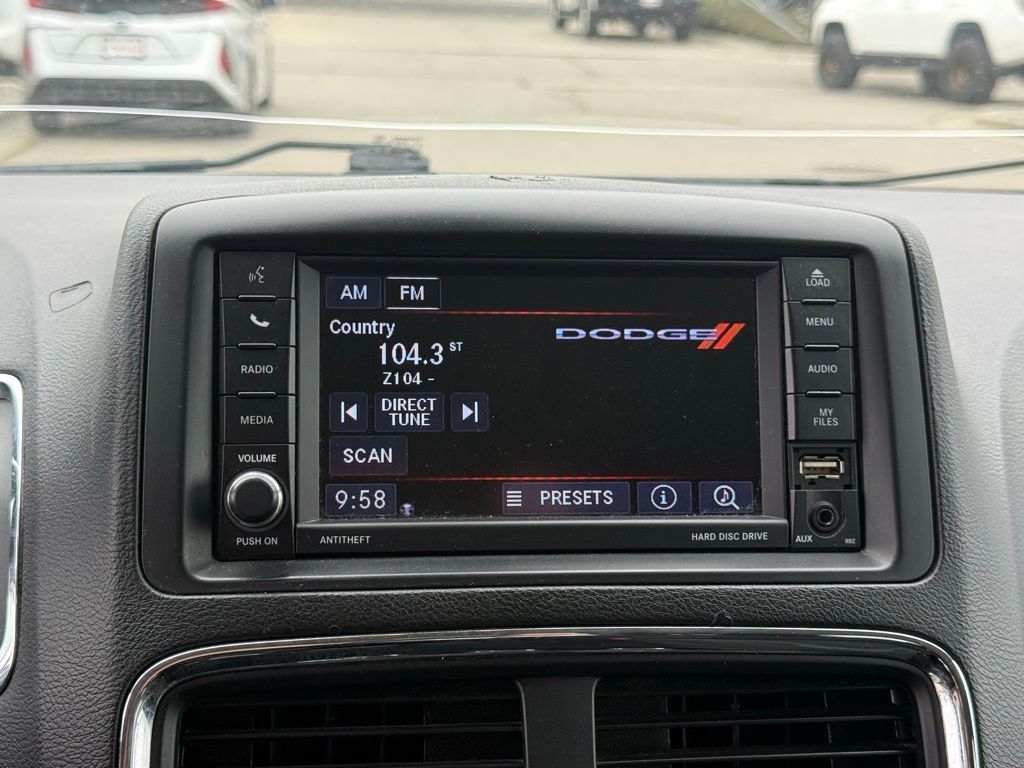 LOAD
AM FM
MENU
Country
DODGE
104.3 ST
Z104 -
RADIO
AUDIO
DIRECT
TUNE
MEDIA
MY
FILES
SCAN
VOLUME
9:58
PRESETS
PUSH ON
ANTITHEFT
HARD DISC DRIVE
AUX
RBZ